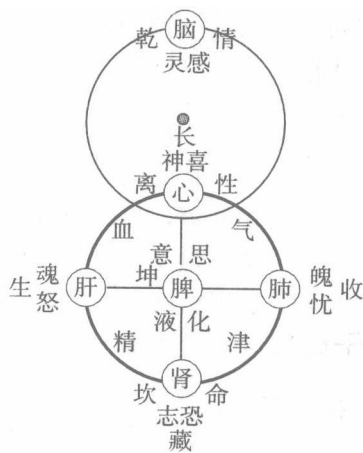 乾 脑 情
灵感
长
神喜
离 心 性
血 气
意 思
坤
生 魂 怒 肝 脾 肺 魄 忧 收
液 化
精 津
肾
坎 命
志恐
藏